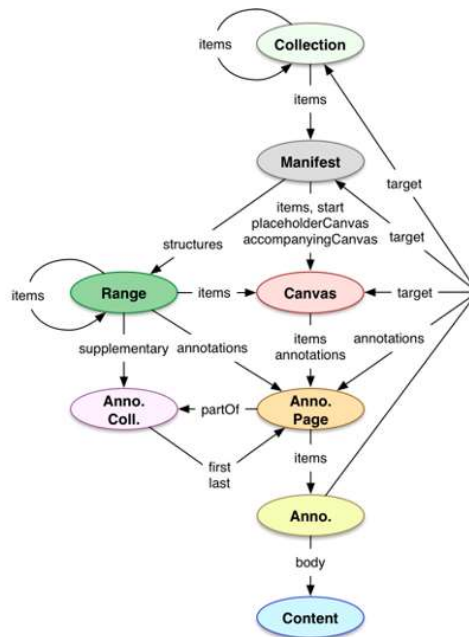 items
Collection
items
Manifest
target
items, start
placeholderCanvas
accompanyingCanvas
target
structures
items
Range
items
Canvas
target
supplementary
annotations
items
annotations
annotations
Anno.
Coll.
partOf
Anno.
Page
first
last
items
Anno.
body
Content